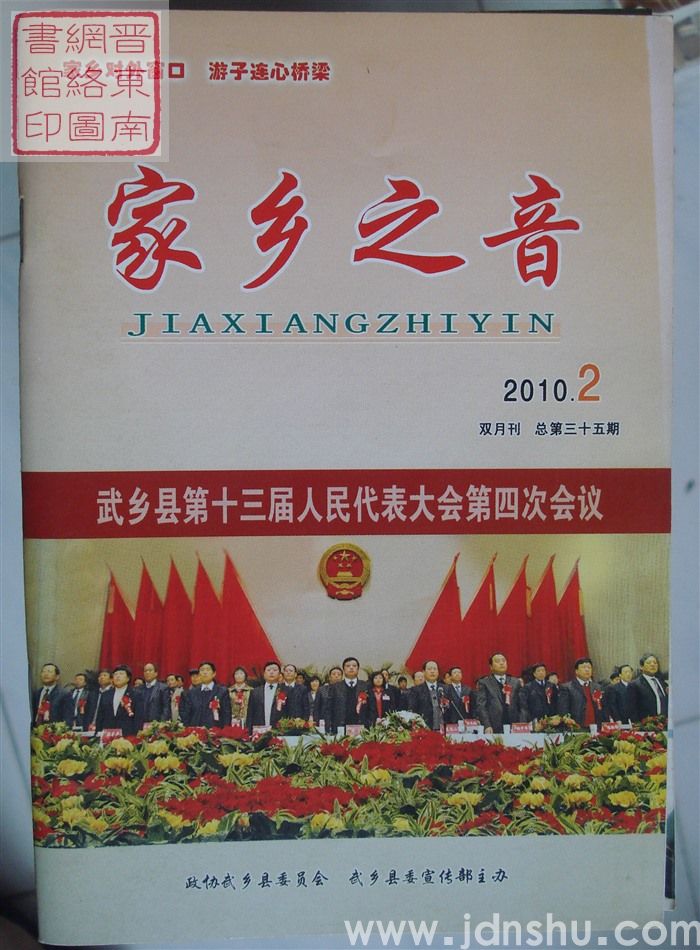 晋东南
網絡圖
書館印
家乡对外窗口 游子连心桥梁
家乡之音
JIAXIANGZHIYIN
2010.2
双月刊 总第三十五期
武乡县第十三届人民代表大会第四次会议
政协武乡县委员会 武乡县委宣传部主办
www.jdnshu.com